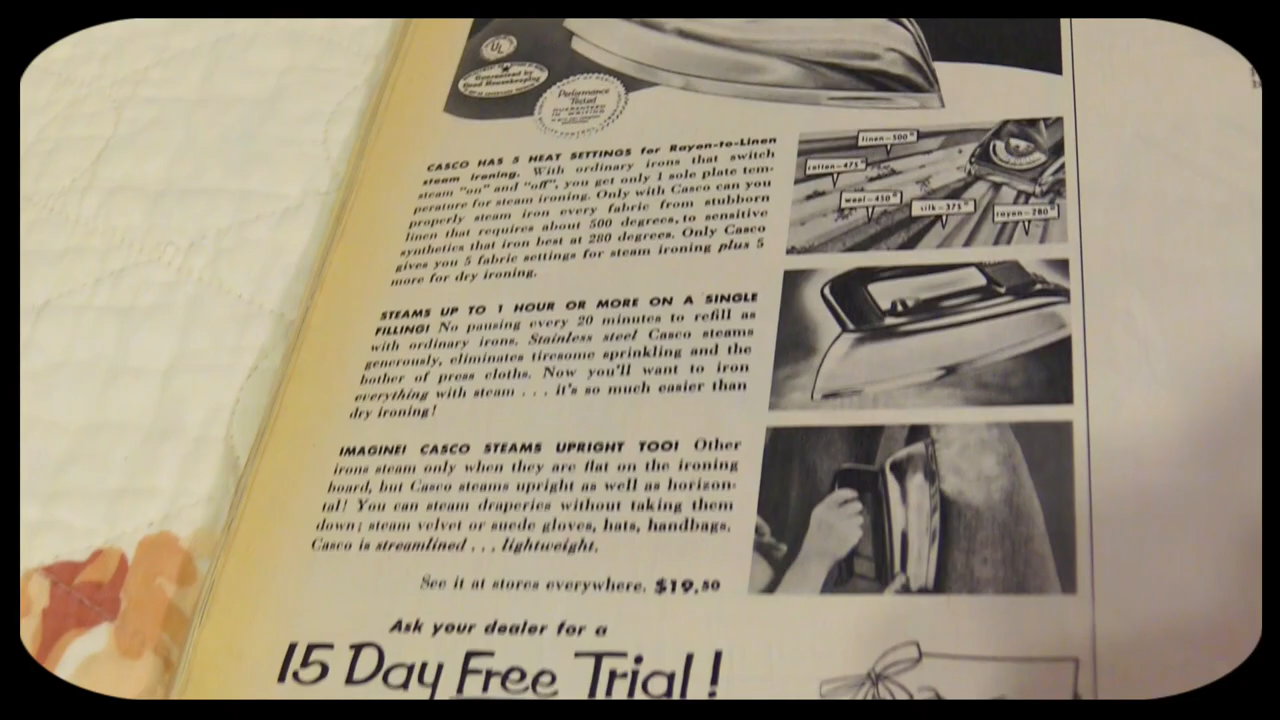 UL
Guaranteed by
Good Housekeeping
Performance
Tested
GUARANTEED
IN WRITING
CASCO HAS 5 HEAT SETTINGS for Rayon-to-Linen
steam ironing. With ordinary irons that switch
steam "on" and "off", you get only 1 sole plate tem-
perature for steam ironing. Only with Casco can you
properly steam iron every fabric from stubborn
linen that requires about 500 degrees, to sensitive
synthetics that iron best at 280 degrees. Only Casco
gives you 5 fabric settings for steam ironing plus 5
more for dry ironing.
linen—500°
cotton—475°
wool—450°
silk—375°
rayon—280°
STEAMS UP TO 1 HOUR OR MORE ON A SINGLE
FILLING! No pausing every 20 minutes to refill as
with ordinary irons. Stainless steel Casco steams
generously, eliminates tiresome sprinkling and the
bother of press cloths. Now you'll want to iron
everything with steam . . . it's so much easier than
dry ironing!
IMAGINE! CASCO STEAMS UPRIGHT TOO! Other
irons steam only when they are flat on the ironing
board, but Casco steams upright as well as horizon-
tal! You can steam draperies without taking them
down; steam velvet or suede gloves, hats, handbags.
Casco is streamlined . . . lightweight.
See it at stores everywhere. $19.50
Ask your dealer for a
15 Day Free Trial!